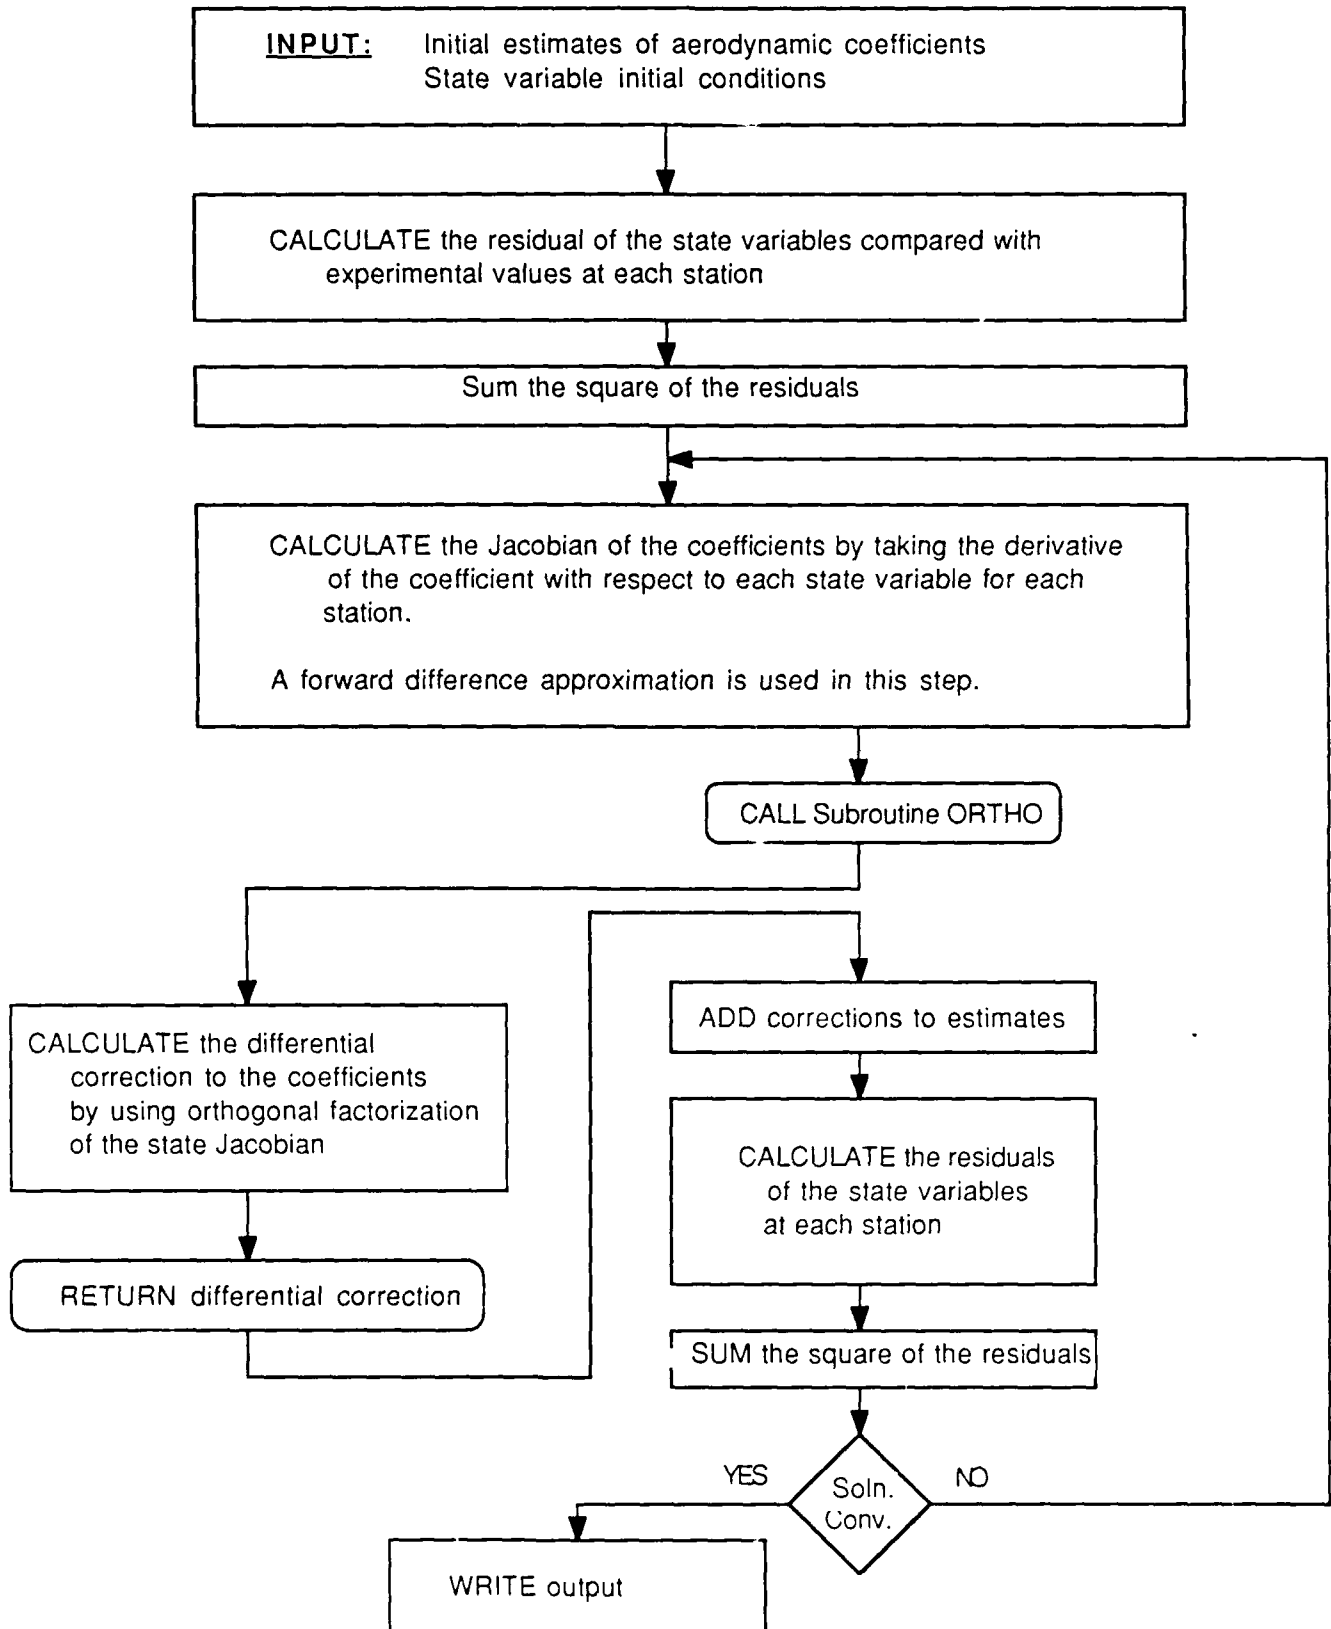 INPUT: Initial estimates of aerodynamic coefficients
State variable initial conditions
CALCULATE the residual of the state variables compared with
experimental values at each station
Sum the square of the residuals
CALCULATE the Jacobian of the coefficients by taking the derivative
of the coefficient with respect to each state variable for each
station.
A forward difference approximation is used in this step.
CALL Subroutine ORTHO
CALCULATE the differential
correction to the coefficients
by using orthogonal factorization
of the state Jacobian
RETURN differential correction
ADD corrections to estimates
CALCULATE the residuals
of the state variables
at each station
SUM the square of the residuals
YES
Soln.
Conv.
NO
WRITE output